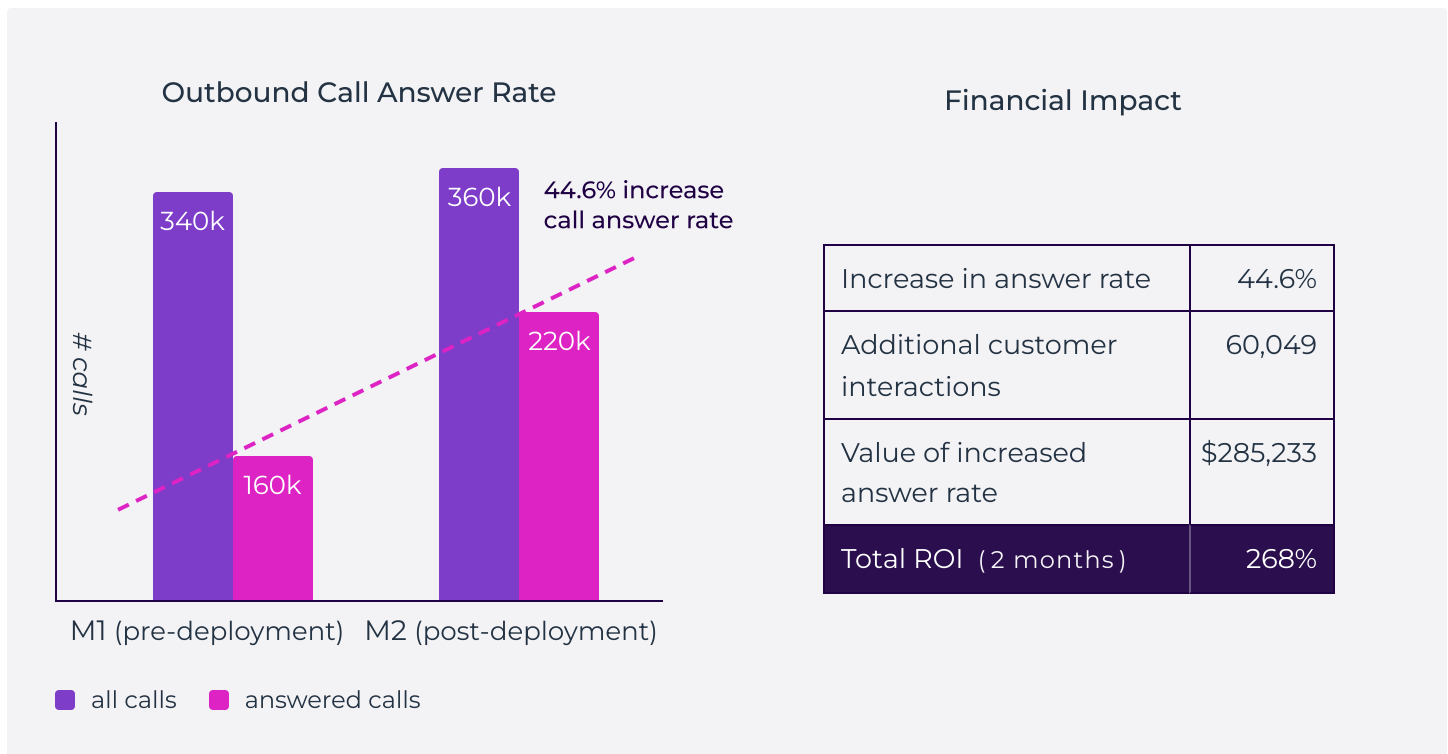 Outbound Call Answer Rate
340k
160k
360k
220k
44.6% increase
call answer rate
# calls
M1 (pre-deployment)
M2 (post-deployment)
all calls
answered calls
Financial Impact
Increase in answer rate 44.6%
Additional customer 60,049
interactions
Value of increased $285,233
answer rate
Total ROI (2 months) 268%